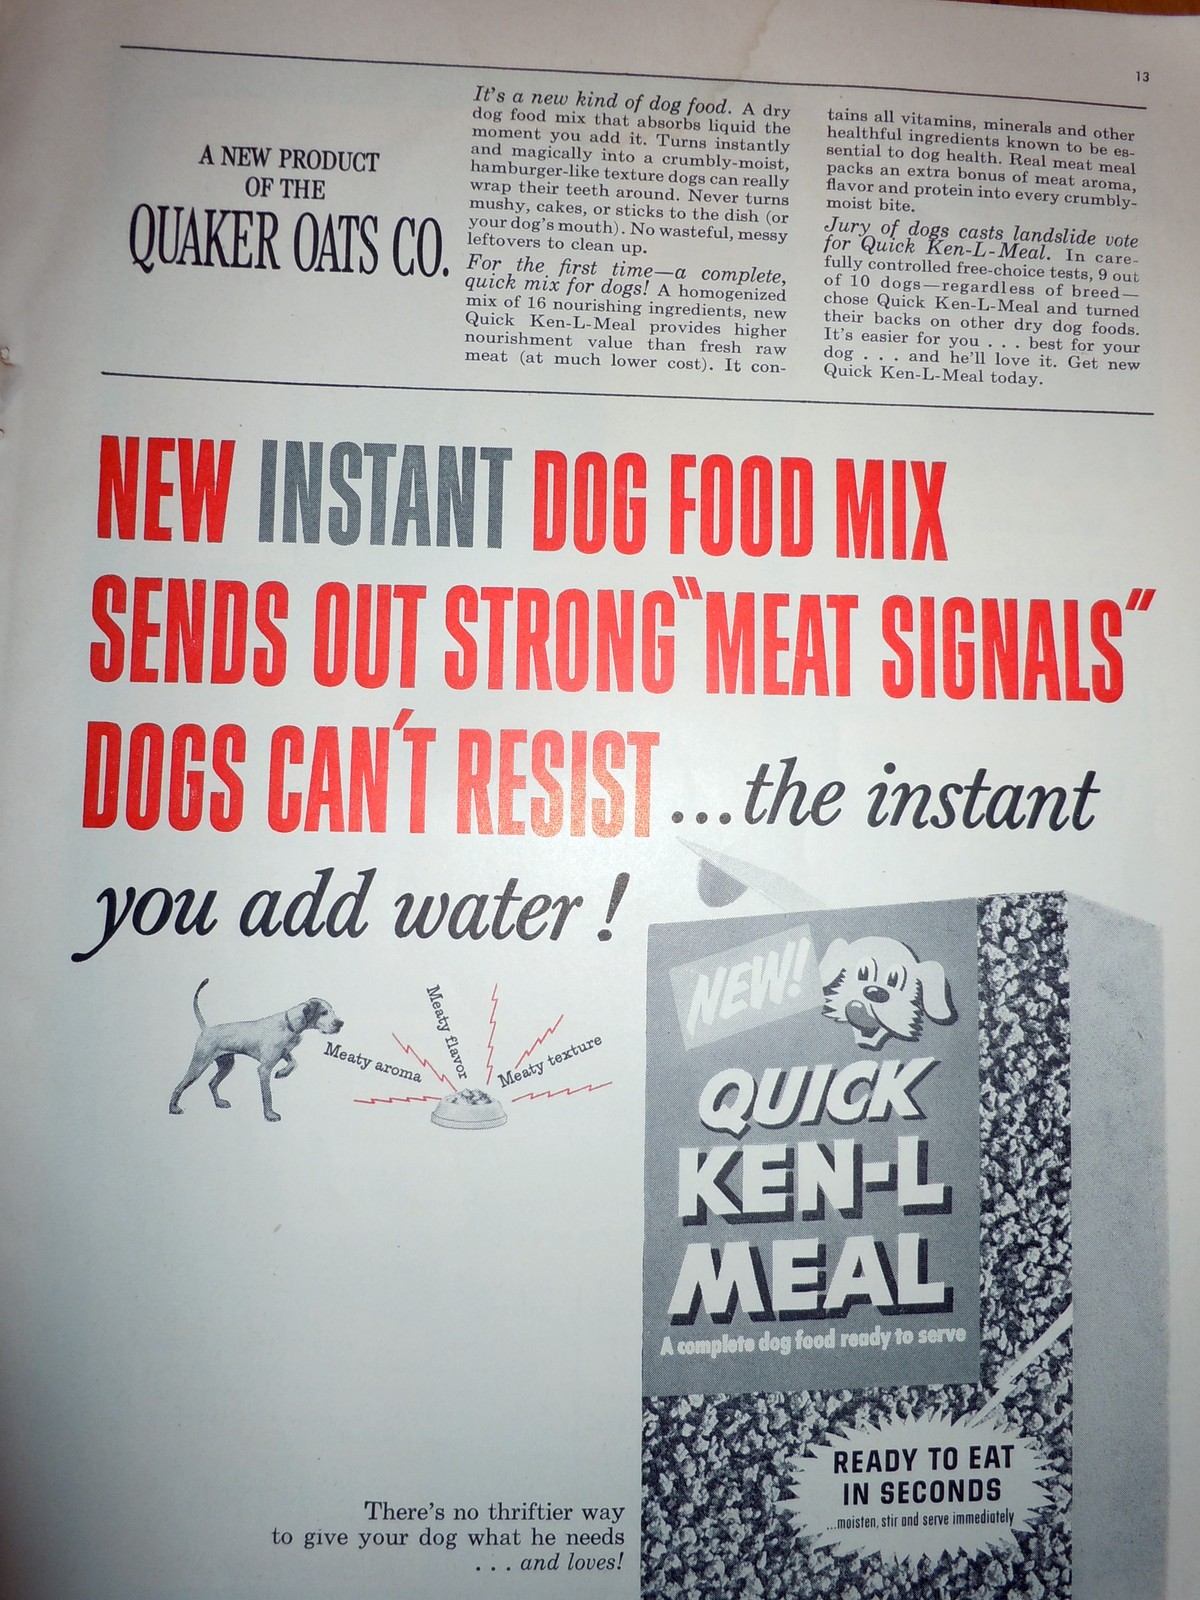 13
A NEW PRODUCT
OF THE
QUAKER OATS CO.
It's a new kind of dog food. A dry
dog food mix that absorbs liquid the
moment you add it. Turns instantly
and magically into a crumbly-moist,
hamburger-like texture dogs can really
wrap their teeth around. Never turns
mushy, cakes, or sticks to the dish (or
your dog's mouth). No wasteful, messy
leftovers to clean up.
For the first time—a complete,
quick mix for dogs! A homogenized
mix of 16 nourishing ingredients, new
Quick Ken-L-Meal provides higher
nourishment value than fresh raw
meat (at much lower cost). It con-
tains all vitamins, minerals and other
healthful ingredients known to be es-
sential to dog health. Real meat meal
packs an extra bonus of meat aroma,
flavor and protein into every crumbly-
moist bite.
Jury of dogs casts landslide vote
for Quick Ken-L-Meal. In care-
fully controlled free-choice tests, 9 out
of 10 dogs—regardless of breed—
chose Quick Ken-L-Meal and turned
their backs on other dry dog foods.
It's easier for you . . . best for your
dog . . . and he'll love it. Get new
Quick Ken-L-Meal today.
NEW INSTANT DOG FOOD MIX
SENDS OUT STRONG "MEAT SIGNALS"
DOGS CAN'T RESIST ...the instant
you add water!
Meaty aroma
Meaty flavor
Meaty texture
NEW!
QUICK
KEN-L
MEAL
A complete dog food ready to serve
READY TO EAT
IN SECONDS
...moisten, stir and serve immediately
There's no thriftier way
to give your dog what he needs
. . . and loves!